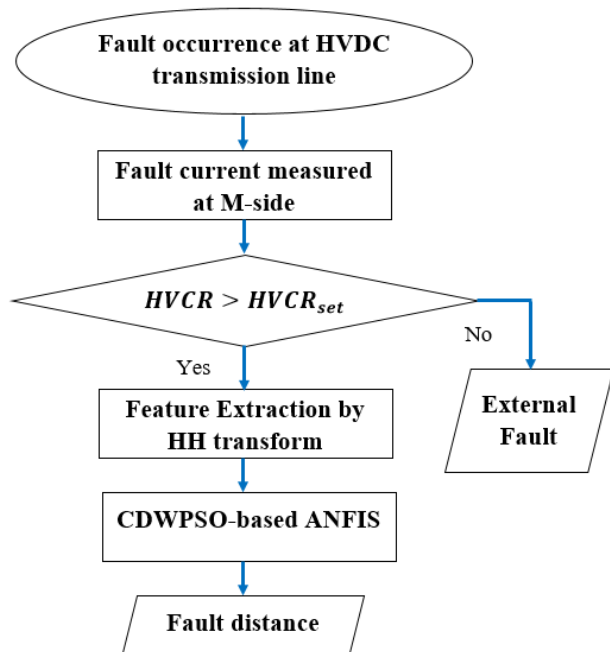 Fault occurrence at HVDC
transmission line
Fault current measured
at M-side
HVCR > HVCR_set
No
Yes
External
Fault
Feature Extraction by
HH transform
CDWPSO-based ANFIS
Fault distance